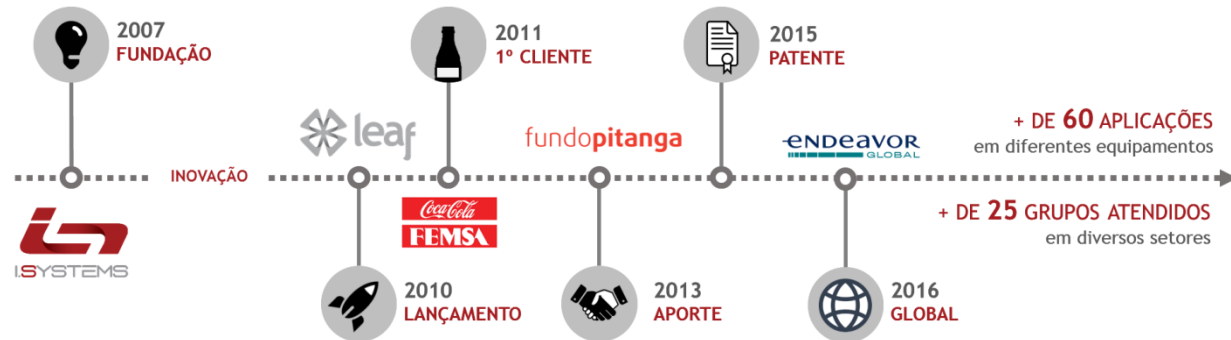 2007
FUNDAÇÃO
2011
1º CLIENTE
2015
PATENTE
leaf
fundopitanga
ENDEAVOR
GLOBAL
+ DE 60 APLICAÇÕES
em diferentes equipamentos
INOVAÇÃO
I.SYSTEMS
Coca-Cola
FEMSA
+ DE 25 GRUPOS ATENDIDOS
em diversos setores
2010
LANÇAMENTO
2013
APORTE
2016
GLOBAL